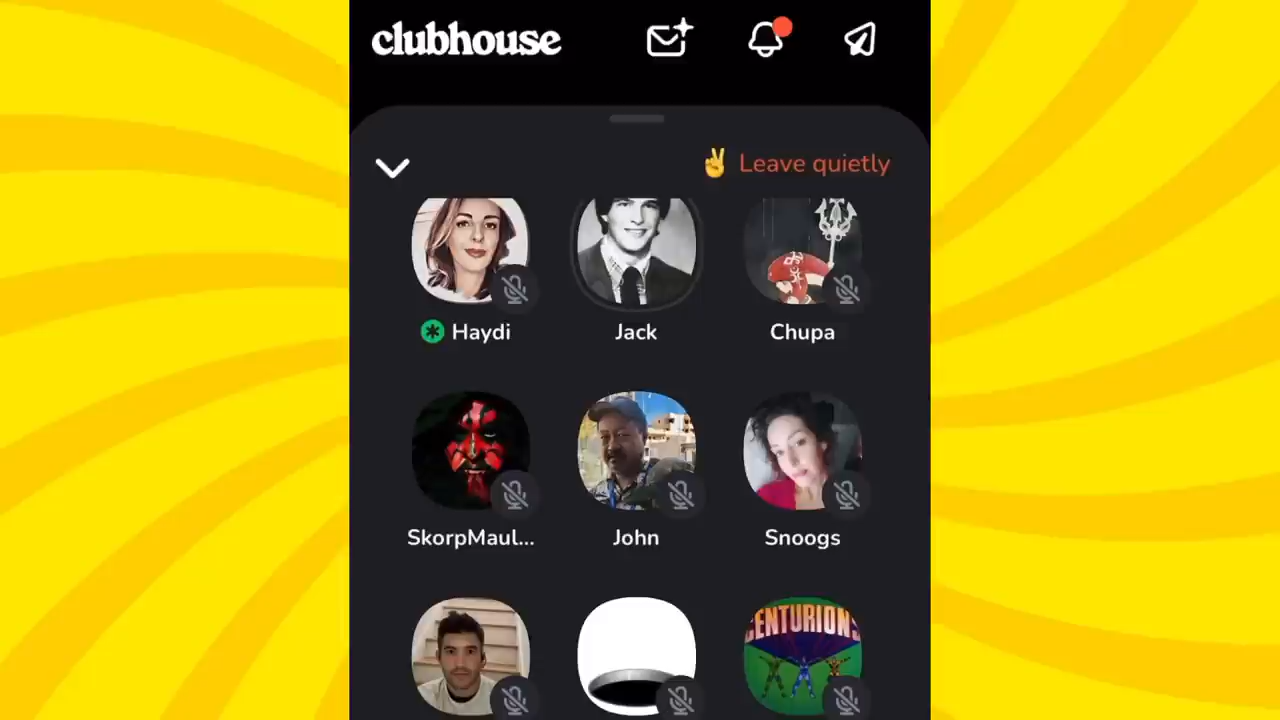 clubhouse
✌️ Leave quietly
Haydi
Jack
Chupa
SkorpMaul...
John
Snoogs
CENTURIONS